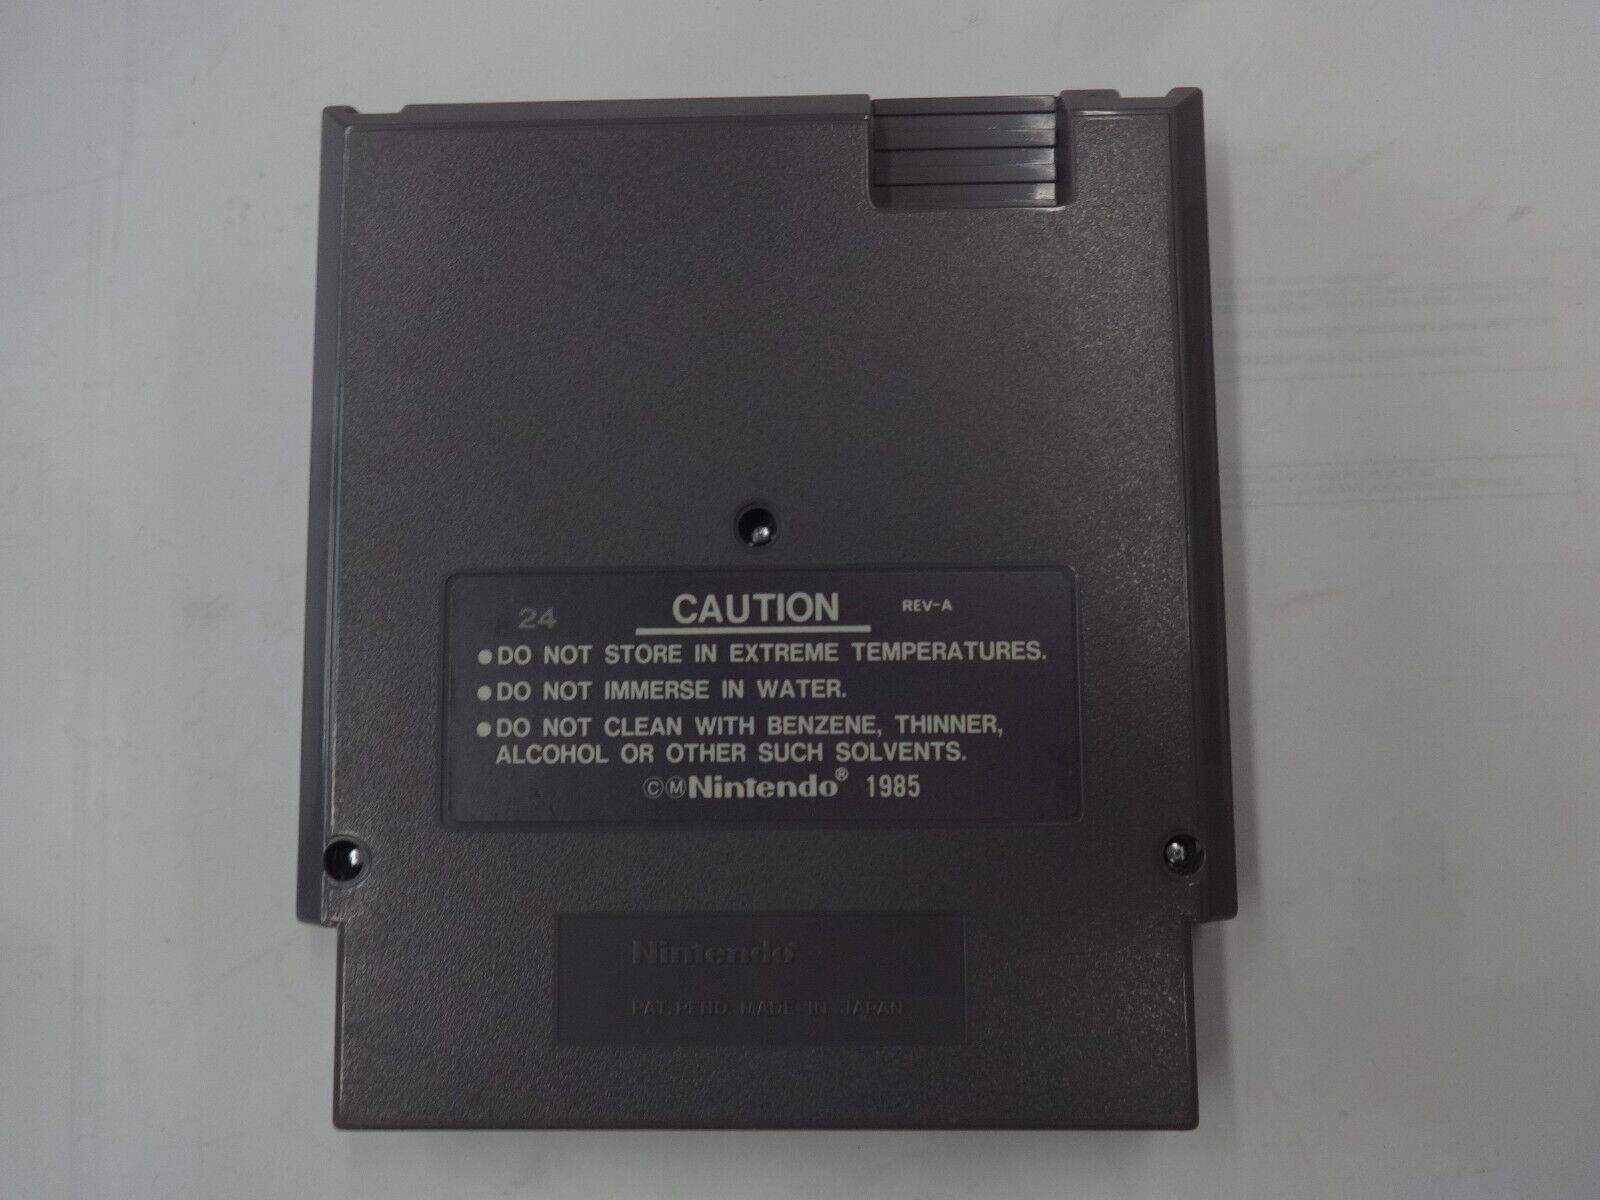 24 CAUTION REV-A
●DO NOT STORE IN EXTREME TEMPERATURES.
●DO NOT IMMERSE IN WATER.
●DO NOT CLEAN WITH BENZENE, THINNER,
ALCOHOL OR OTHER SUCH SOLVENTS.
ⒸⓂNintendo® 1985
Nintendo®
PAT. PEND. MADE IN JAPAN